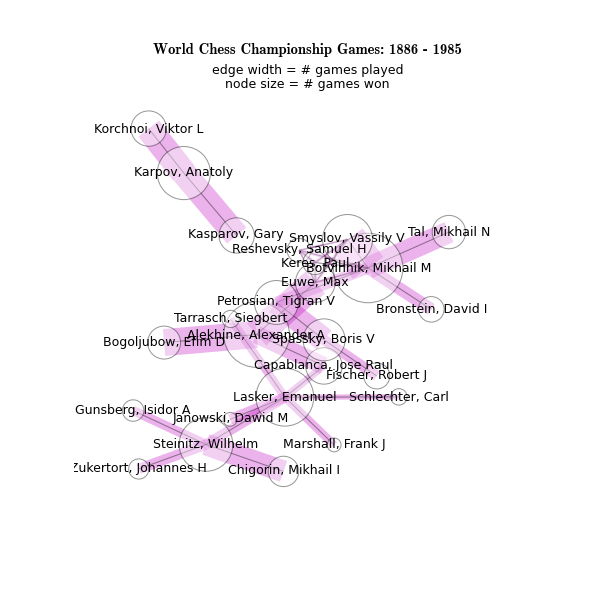 World Chess Championship Games: 1886 - 1985
edge width = # games played
node size = # games won
Korchnoi, Viktor L
Karpov, Anatoly
Kasparov, Gary
Tal, Mikhail N
Smyslov, Vassily V
Reshevsky, Samuel H
Keres, Paul
Botvinnik, Mikhail M
Euwe, Max
Petrosian, Tigran V
Bronstein, David I
Tarrasch, Siegbert
Alekhine, Alexander A
Spassky, Boris V
Bogoljubow, Efim D
Capablanca, Jose Raul
Fischer, Robert J
Lasker, Emanuel
Schlechter, Carl
Gunsberg, Isidor A
Janowski, Dawid M
Steinitz, Wilhelm
Marshall, Frank J
Zukertort, Johannes H
Chigorin, Mikhail I